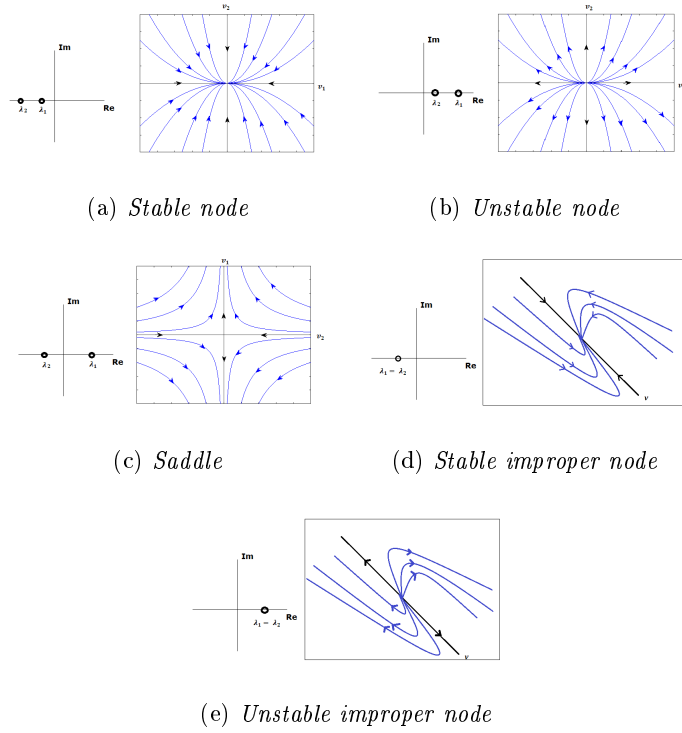 v₂
Im
λ₂ λ₁ Re
v₁
(a) Stable node
v₂
Im
λ₂ λ₁ Re
v
(b) Unstable node
v₁
Im
λ₂ λ₁ Re
v₂
(c) Saddle
Im
λ₁ = λ₂ Re
v
(d) Stable improper node
Im
λ₁ = λ₂ Re
v
(e) Unstable improper node